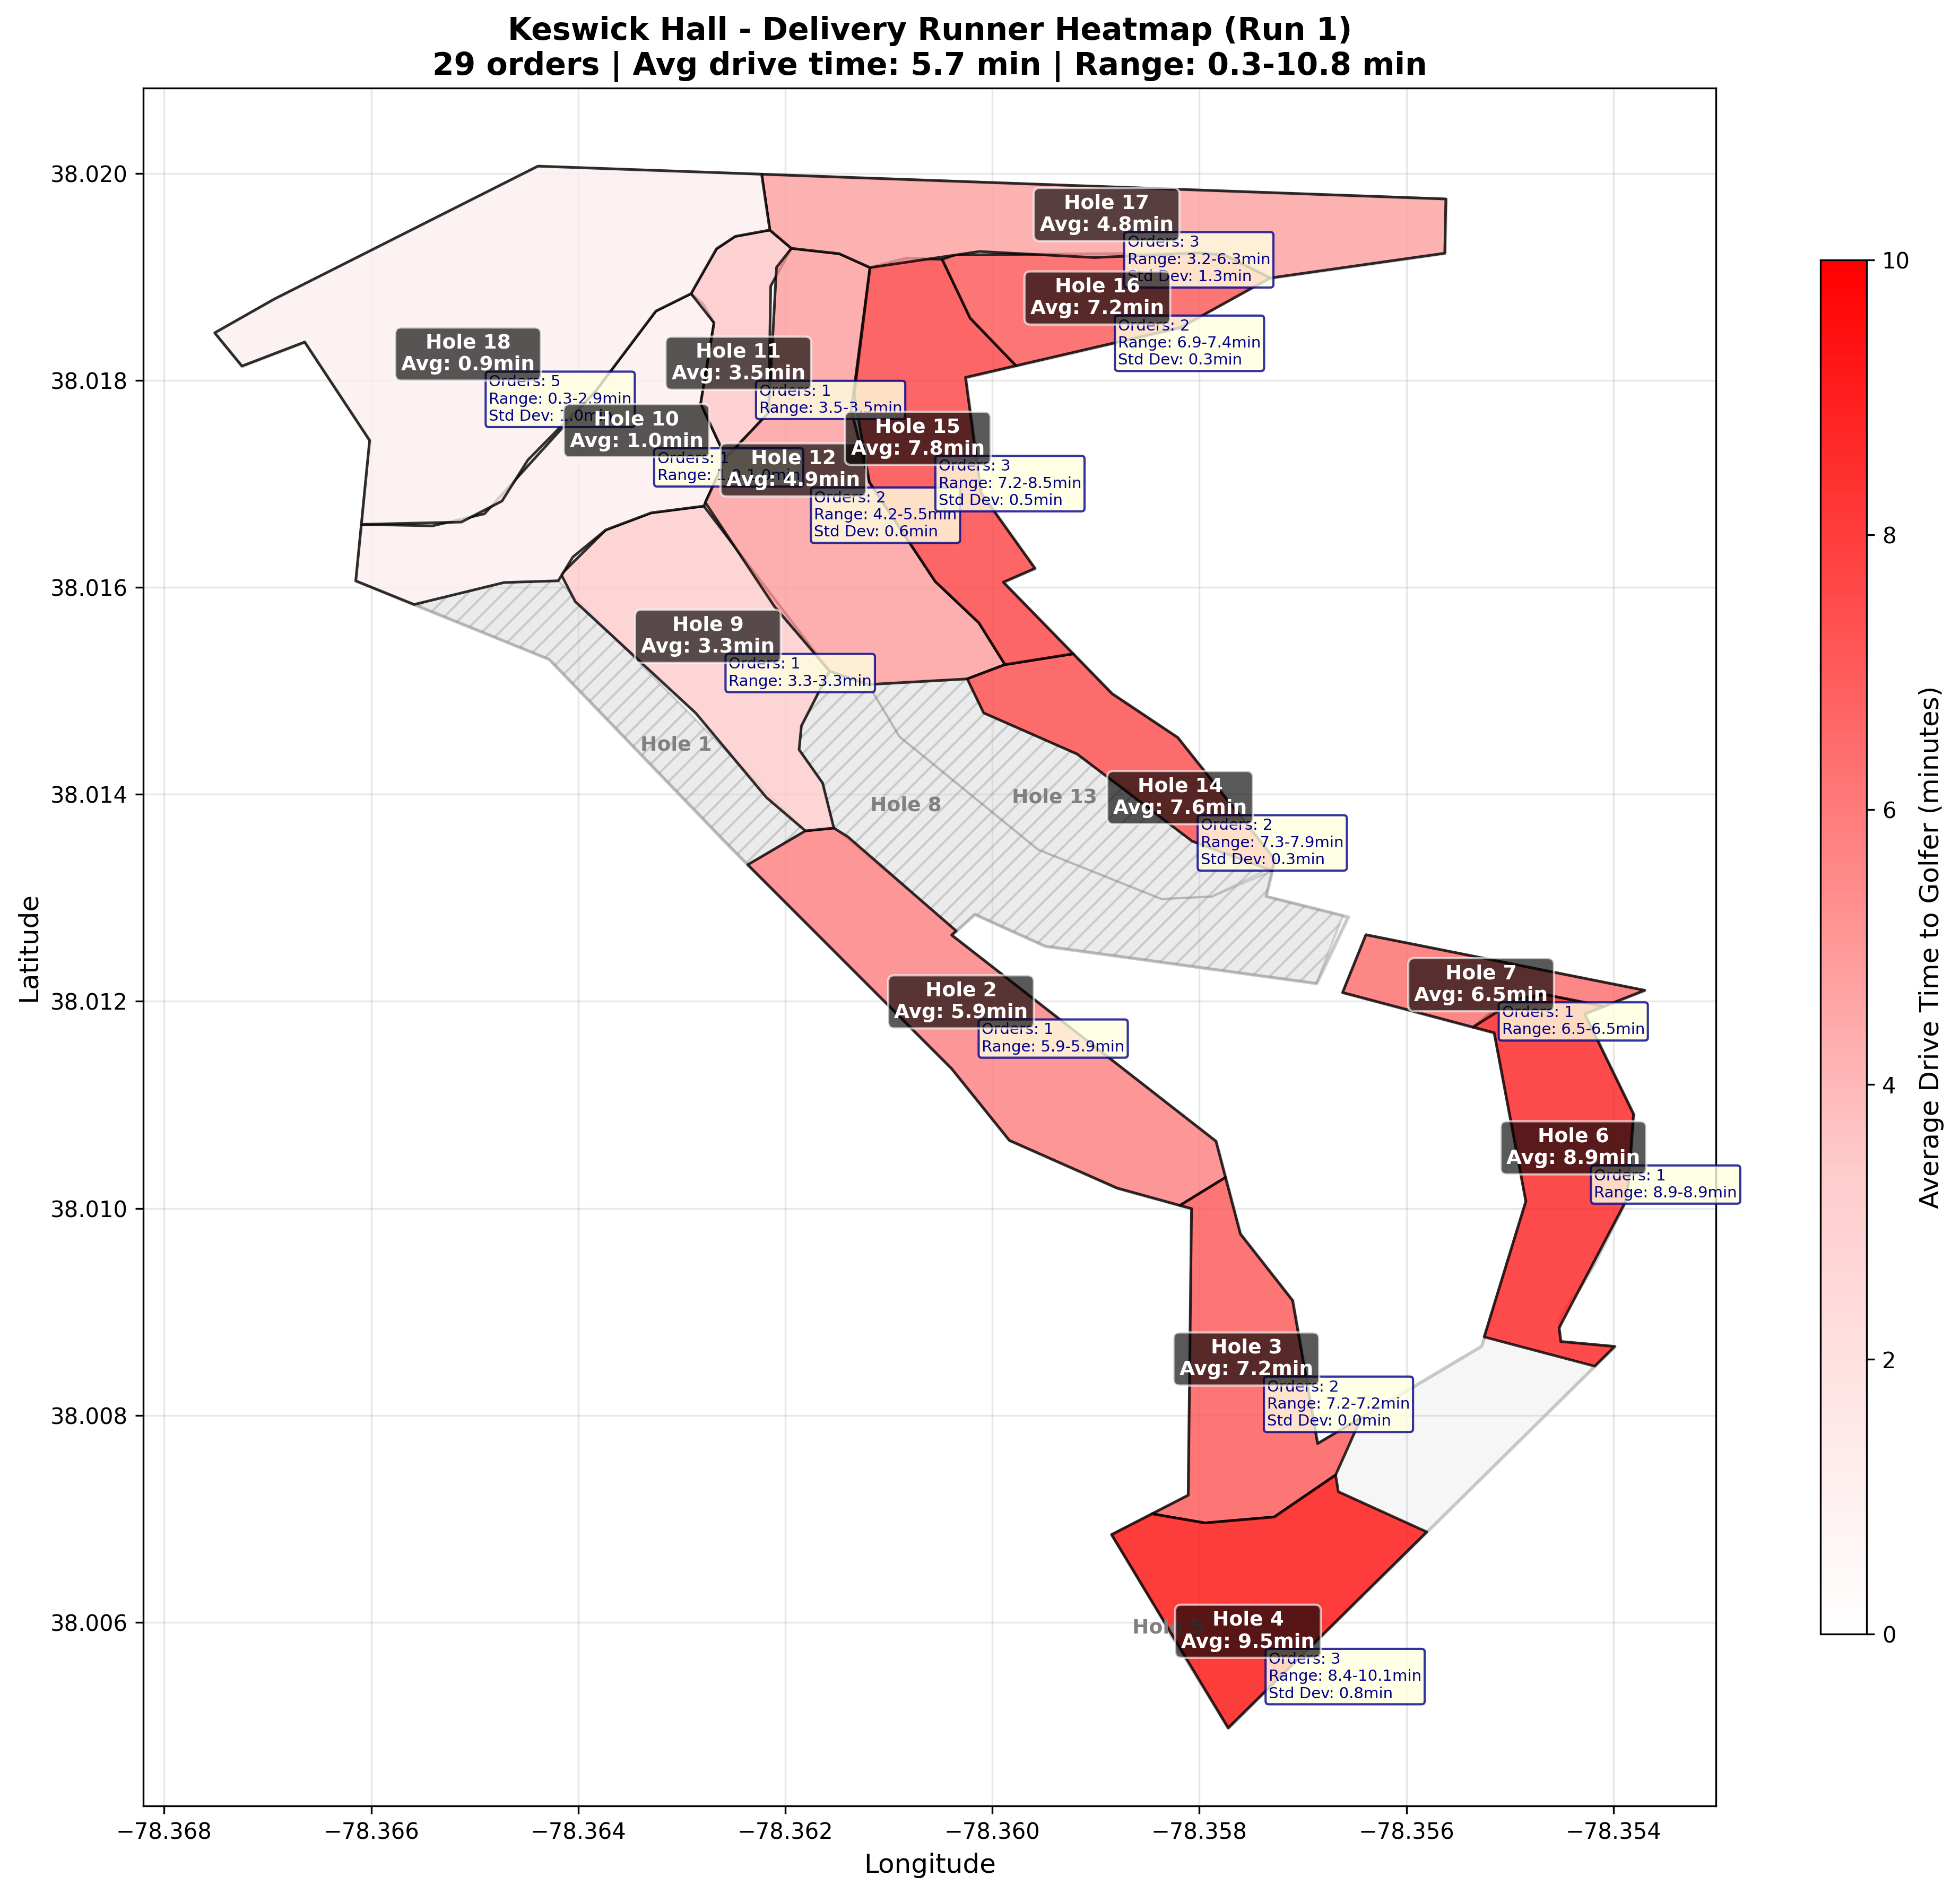 Keswick Hall - Delivery Runner Heatmap (Run 1)
29 orders | Avg drive time: 5.7 min | Range: 0.3-10.8 min
Hole 17
Avg: 4.8min
Orders: 3
Range: 3.2-6.3min
Std Dev: 1.3min
Hole 16
Avg: 7.2min
Orders: 2
Range: 6.9-7.4min
Std Dev: 0.3min
Hole 18
Avg: 0.9min
Orders: 5
Range: 0.3-2.9min
Std Dev: 1.0min
Hole 11
Avg: 3.5min
Orders: 1
Range: 3.5-3.5min
Hole 10
Avg: 1.0min
Orders: 1
Range: 1.0-1.0min
Hole 15
Avg: 7.8min
Orders: 3
Range: 7.2-8.5min
Std Dev: 0.5min
Hole 12
Avg: 4.9min
Orders: 2
Range: 4.2-5.5min
Std Dev: 0.6min
Hole 9
Avg: 3.3min
Orders: 1
Range: 3.3-3.3min
Hole 1
Hole 8
Hole 13
Hole 14
Avg: 7.6min
Orders: 2
Range: 7.3-7.9min
Std Dev: 0.3min
Hole 2
Avg: 5.9min
Orders: 1
Range: 5.9-5.9min
Hole 7
Avg: 6.5min
Orders: 1
Range: 6.5-6.5min
Hole 6
Avg: 8.9min
Orders: 1
Range: 8.9-8.9min
Hole 3
Avg: 7.2min
Orders: 2
Range: 7.2-7.2min
Std Dev: 0.0min
Hole 5
Hole 4
Avg: 9.5min
Orders: 3
Range: 8.4-10.1min
Std Dev: 0.8min
38.020
38.018
38.016
38.014
38.012
38.010
38.008
38.006
Latitude
−78.368
−78.366
−78.364
−78.362
−78.360
−78.358
−78.356
−78.354
Longitude
10
8
6
4
2
0
Average Drive Time to Golfer (minutes)